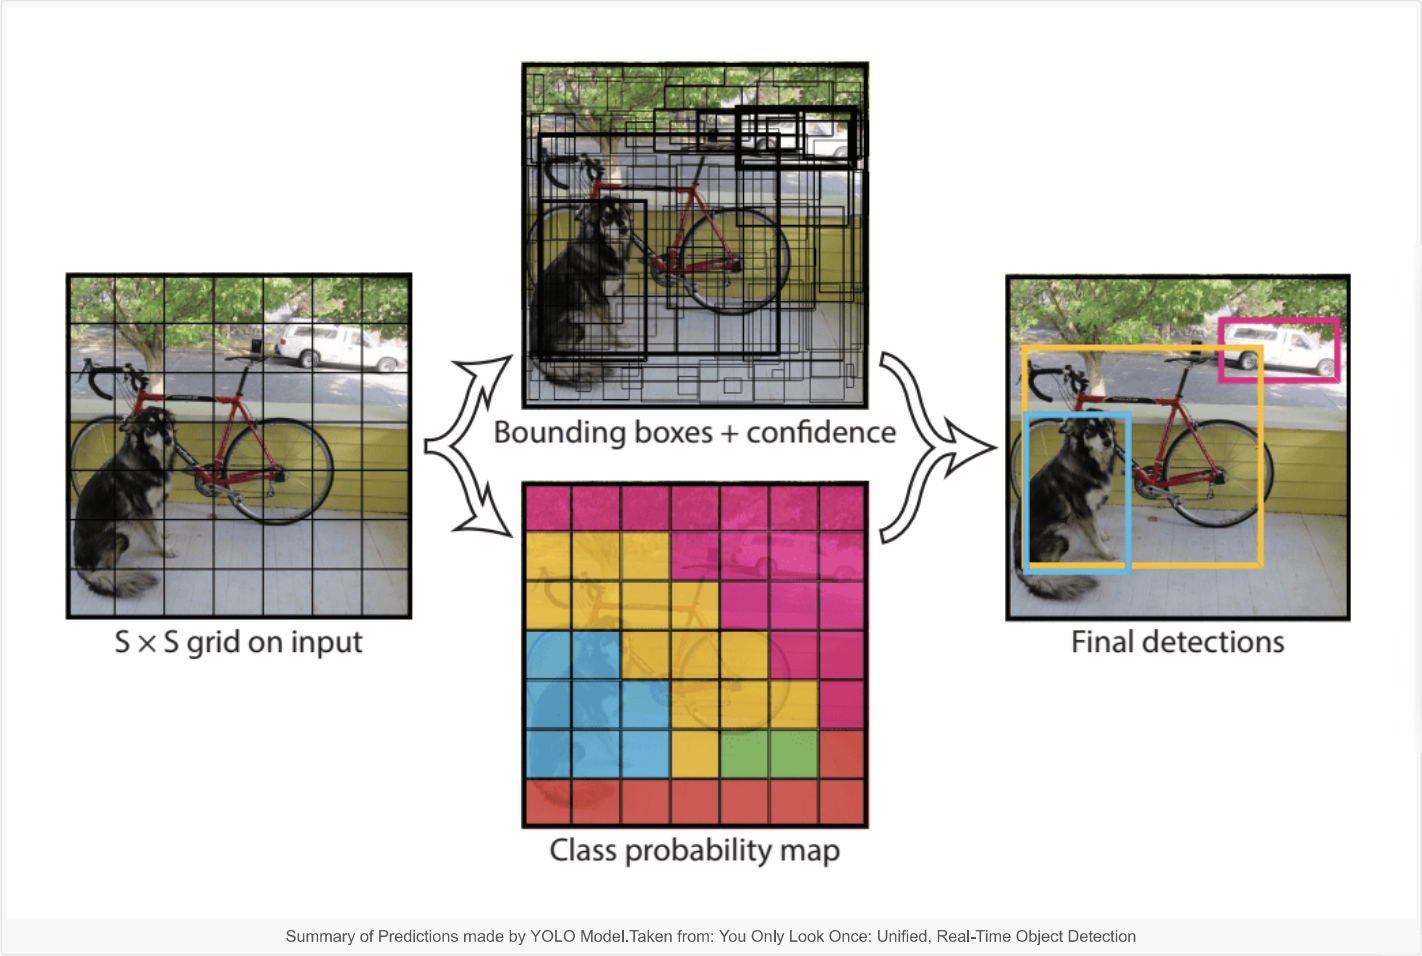 S × S grid on input
Bounding boxes + confidence
Class probability map
Final detections
Summary of Predictions made by YOLO Model.Taken from: You Only Look Once: Unified, Real-Time Object Detection